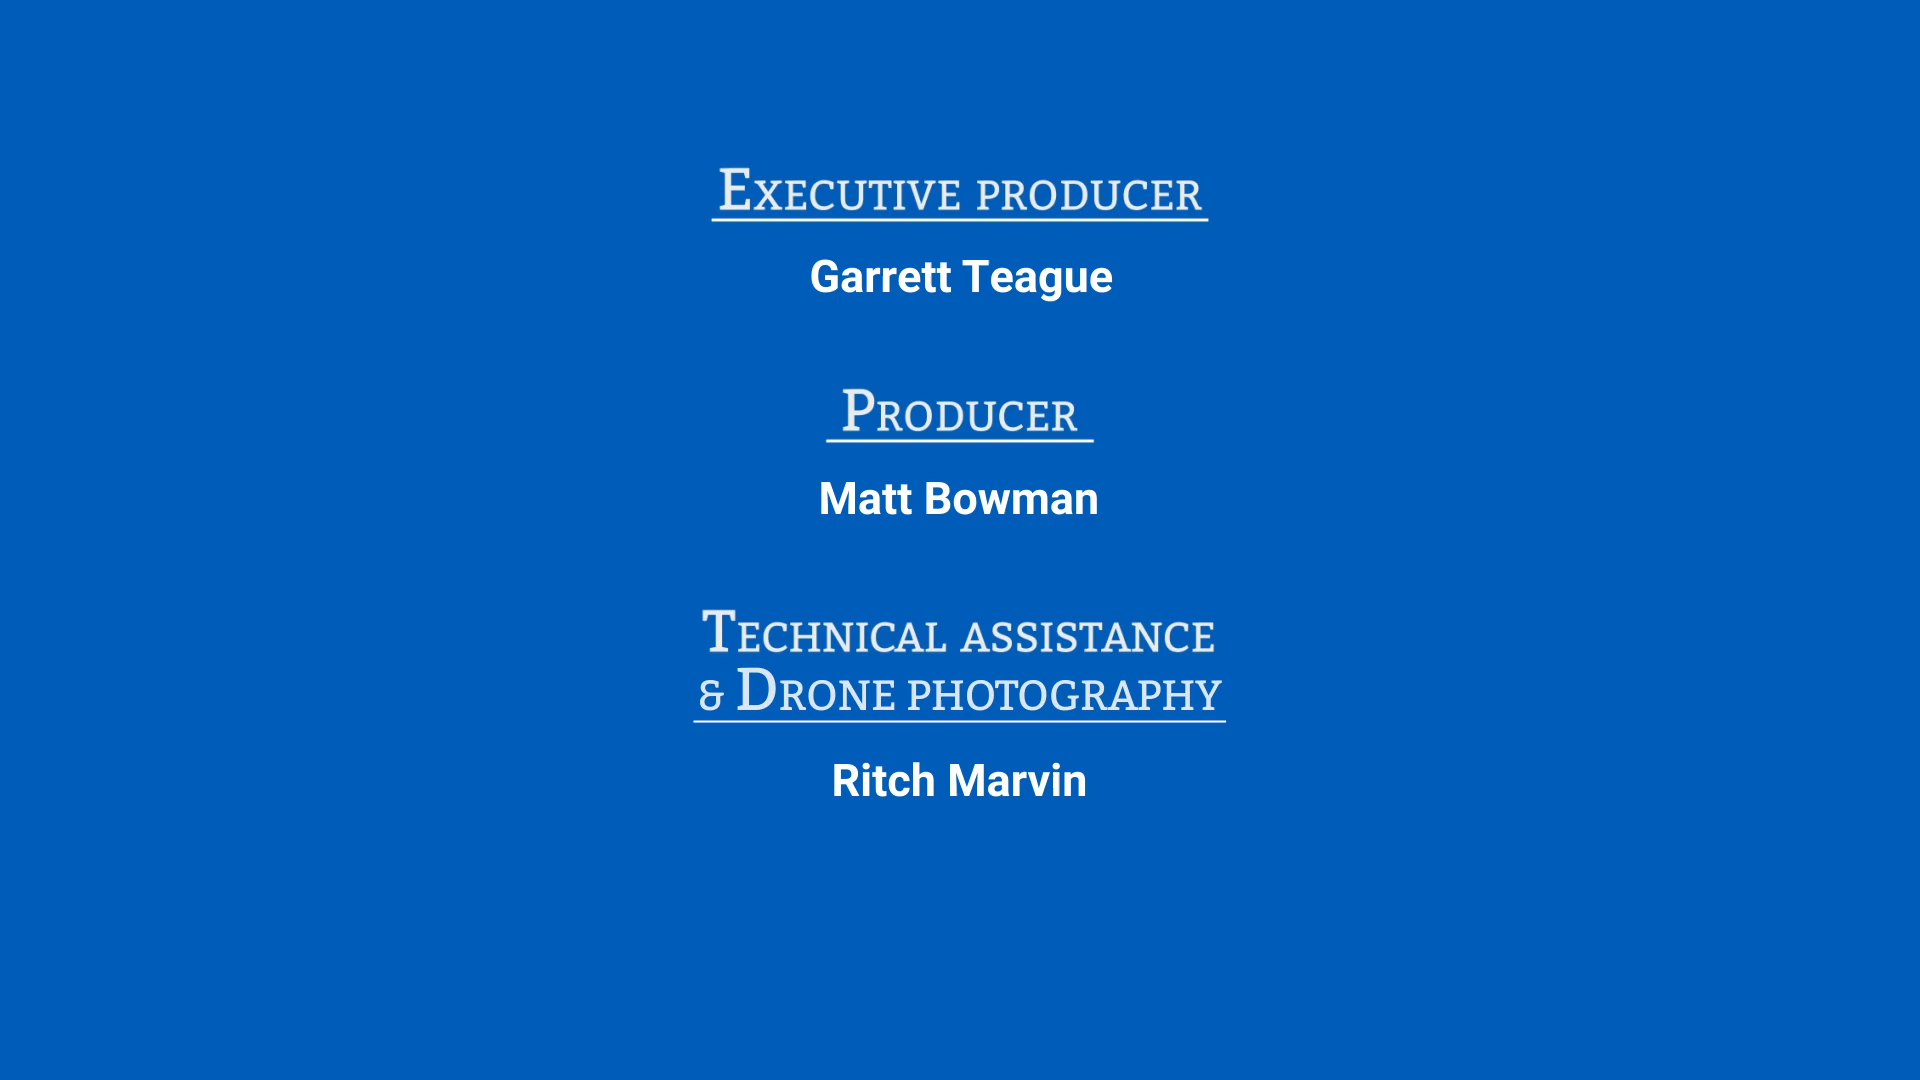 Executive producer
Garrett Teague
Producer
Matt Bowman
Technical assistance
& Drone photography
Ritch Marvin